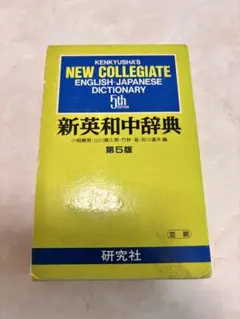 KENKYUSHA'S
NEW COLLEGIATE
ENGLISH-JAPANESE
DICTIONARY
5th
EDITION
新英和中辞典
第5版
研究社
並装